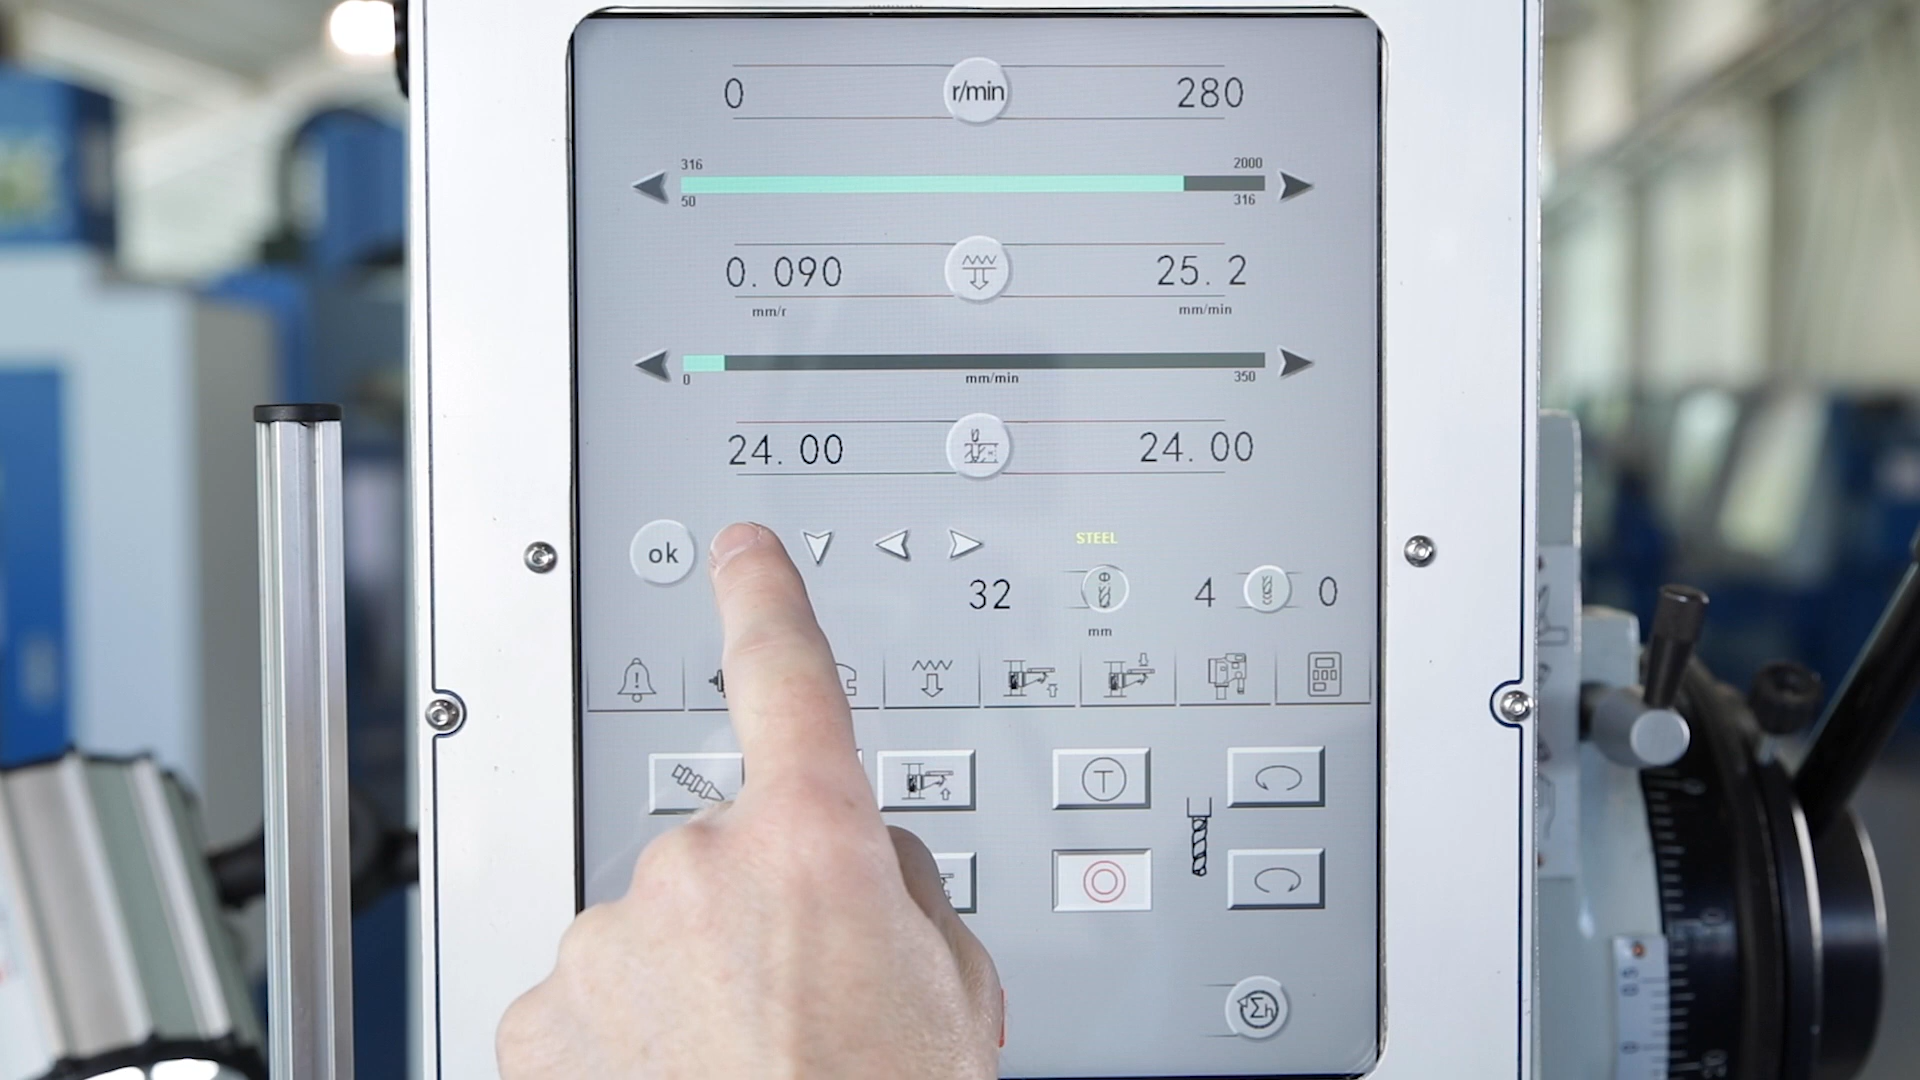 0 r/min 280
316 2000
50 316
0. 090 25. 2
mm/r mm/min
0 mm/min 350
24. 00 24. 00
ok STEEL
32 4 0
mm
T
Σh